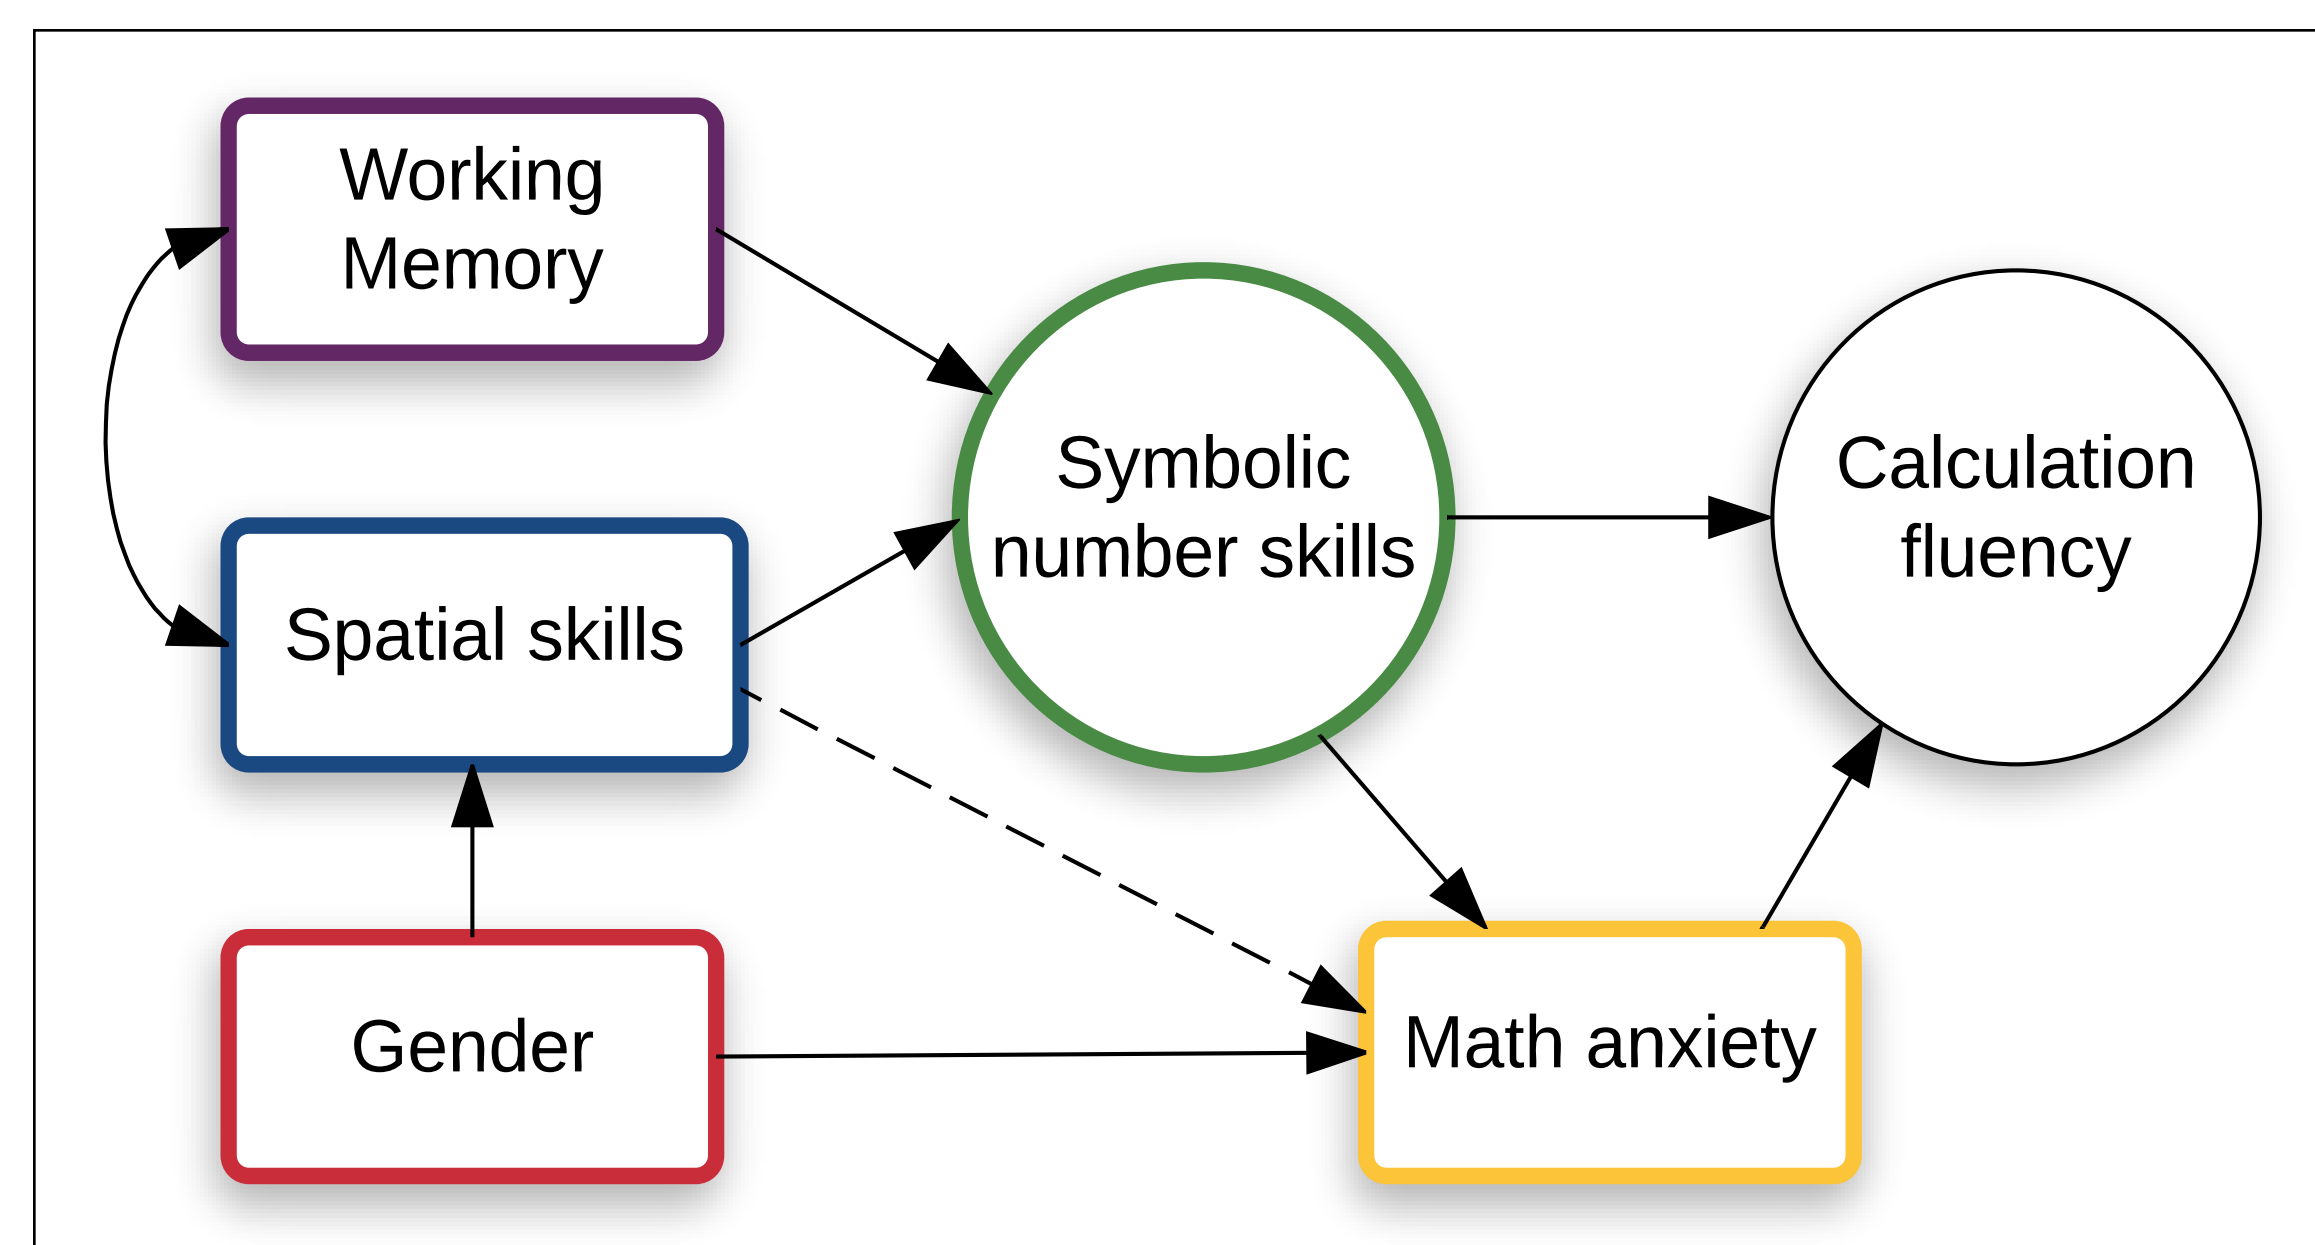 Working
Memory
Symbolic
number skills
Calculation
fluency
Spatial skills
Gender
Math anxiety